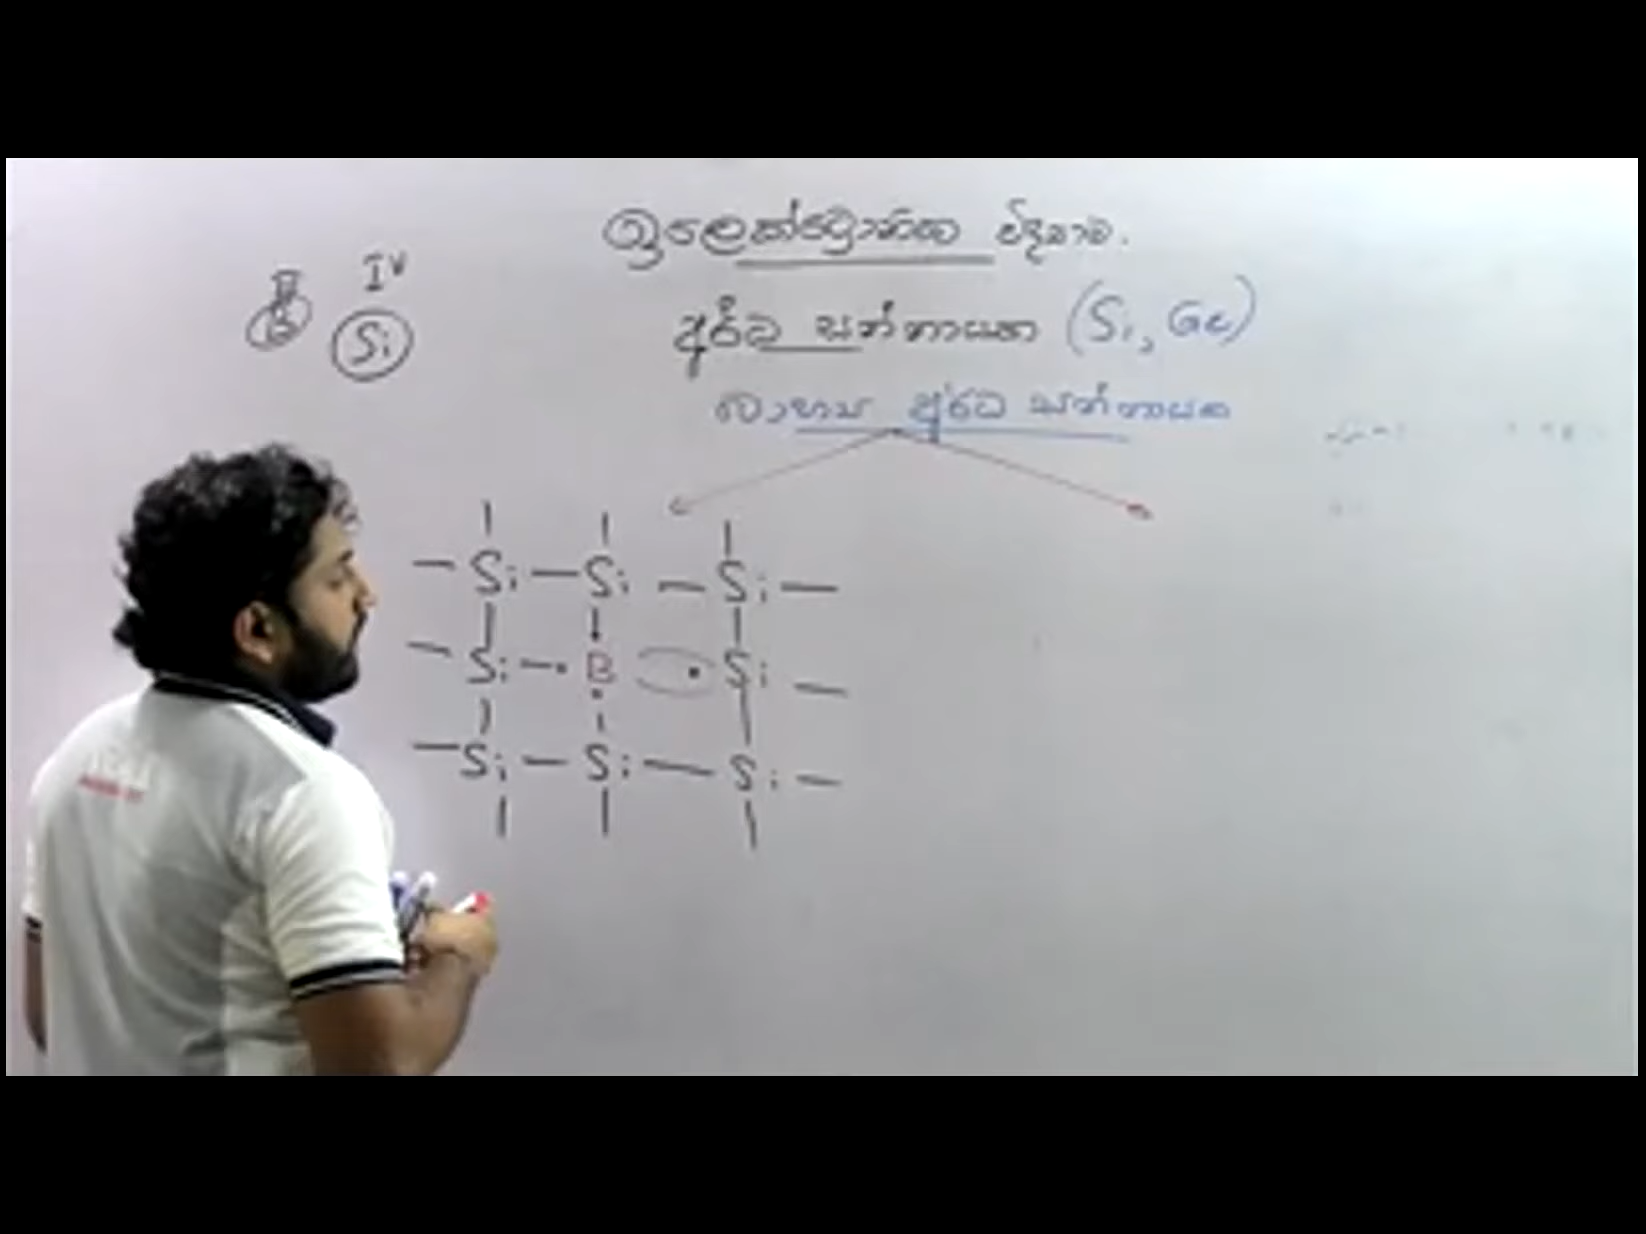 ඉලෙක්ට්‍රොනික විද්‍යාව.
IV
Si
අර්ධ සන්නායක (Si, Ge)
බාහ්‍ය අර්ධ සන්නායක
Si Si Si
Si B Si
Si Si Si